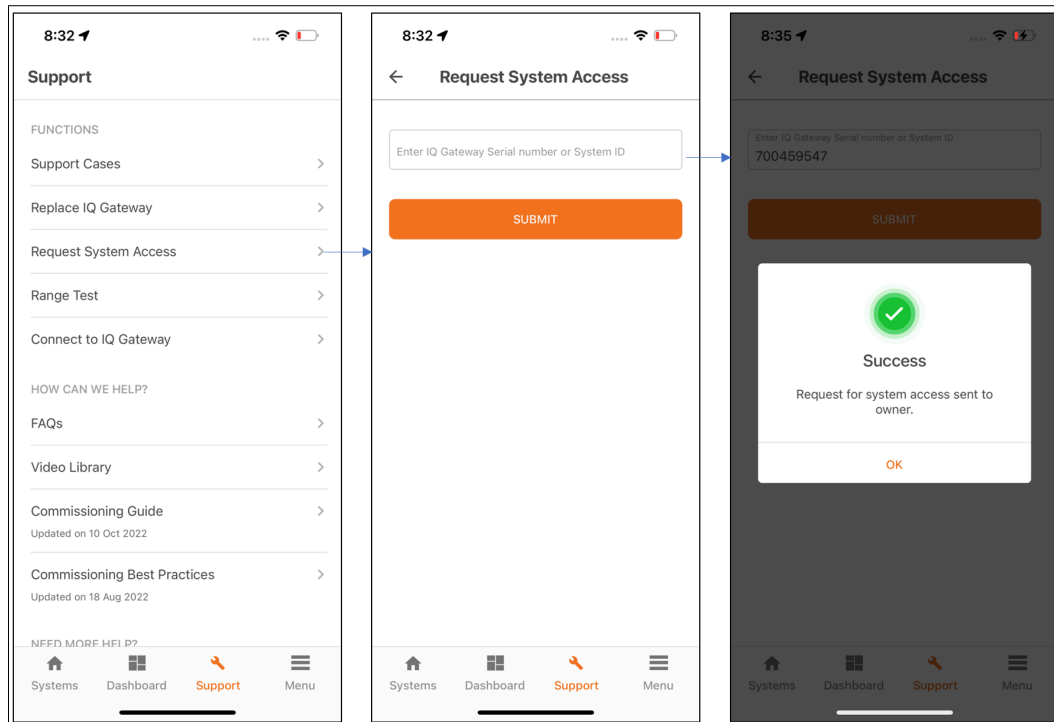 8:32
Support
FUNCTIONS
Support Cases
Replace IQ Gateway
Request System Access
Range Test
Connect to IQ Gateway
HOW CAN WE HELP?
FAQs
Video Library
Commissioning Guide
Updated on 10 Oct 2022
Commissioning Best Practices
Updated on 18 Aug 2022
NEED MORE HELP?
Systems Dashboard Support Menu
8:32
Request System Access
Enter IQ Gateway Serial number or System ID
SUBMIT
Systems Dashboard Support Menu
8:35
Request System Access
Enter IQ Gateway Serial number or System ID
700459547
SUBMIT
Success
Request for system access sent to
owner.
OK
Systems Dashboard Support Menu